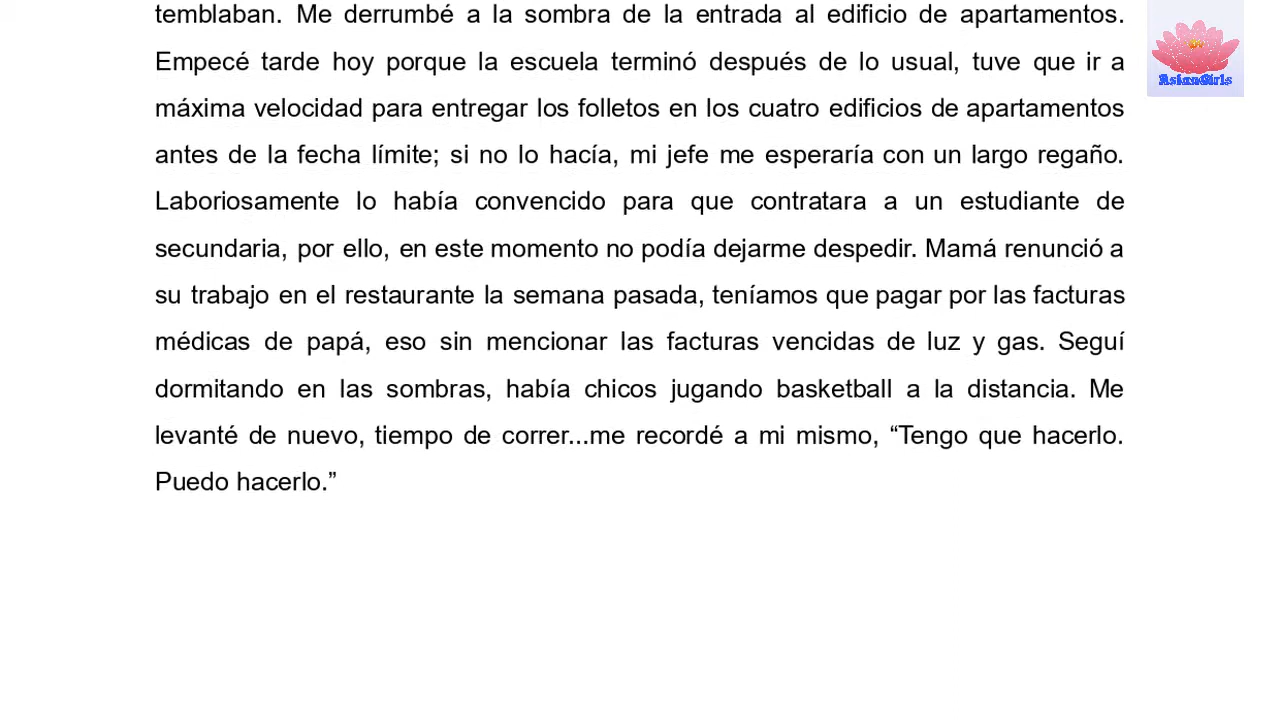 temblaban. Me derrumbé a la sombra de la entrada al edificio de apartamentos.
Empecé tarde hoy porque la escuela terminó después de lo usual, tuve que ir a
máxima velocidad para entregar los folletos en los cuatro edificios de apartamentos
antes de la fecha límite; si no lo hacía, mi jefe me esperaría con un largo regaño.
Laboriosamente lo había convencido para que contratara a un estudiante de
secundaria, por ello, en este momento no podía dejarme despedir. Mamá renunció a
su trabajo en el restaurante la semana pasada, teníamos que pagar por las facturas
médicas de papá, eso sin mencionar las facturas vencidas de luz y gas. Seguí
dormitando en las sombras, había chicos jugando basketball a la distancia. Me
levanté de nuevo, tiempo de correr...me recordé a mi mismo, “Tengo que hacerlo.
Puedo hacerlo.”
AsianGirls